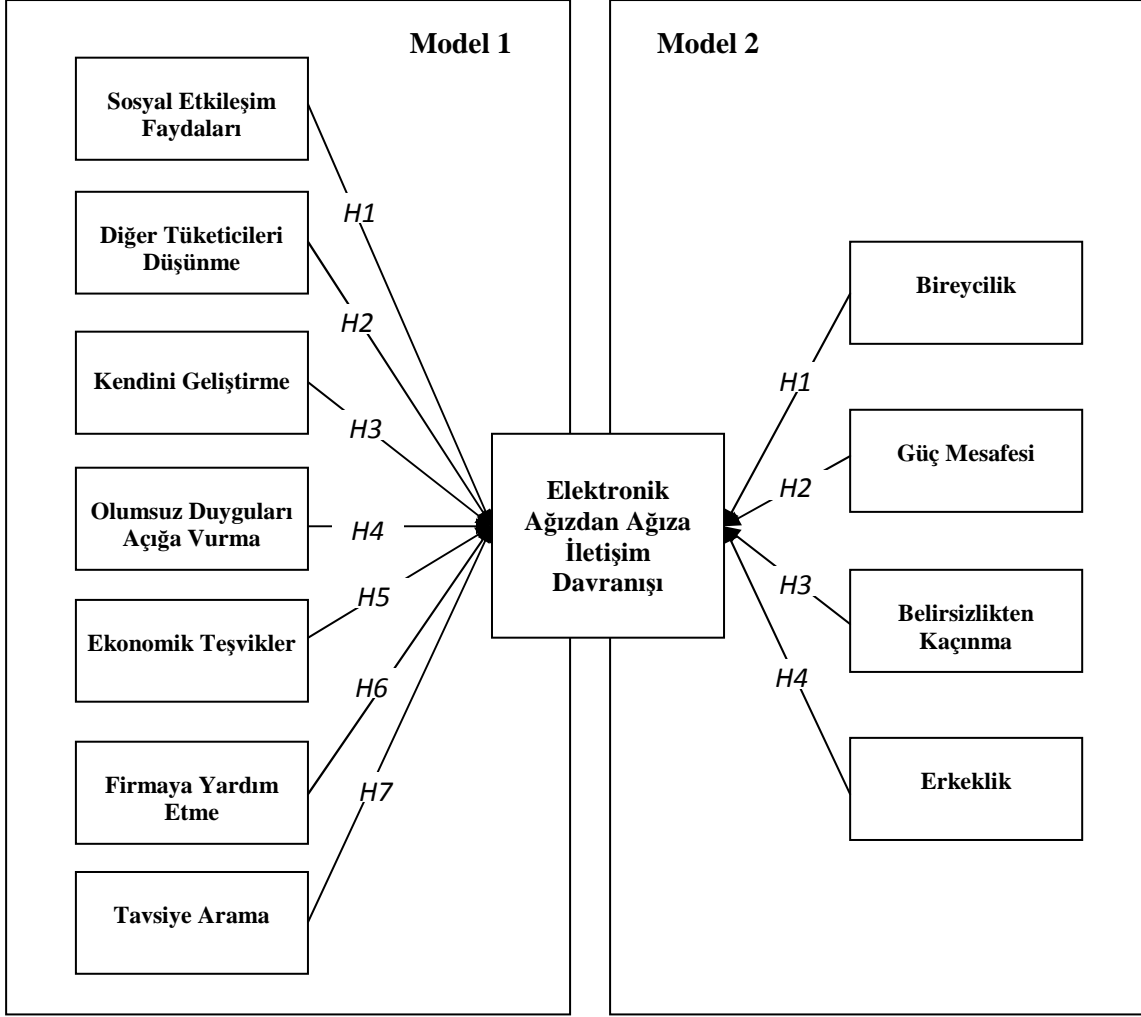 Model 1
Sosyal Etkileşim
Faydaları
H1
Diğer Tüketicileri
Düşünme
H2
Kendini Geliştirme
H3
Olumsuz Duyguları
Açığa Vurma
H4
Ekonomik Teşvikler
H5
Firmaya Yardım
Etme
H6
Tavsiye Arama
H7
Elektronik
Ağızdan Ağıza
İletişim
Davranışı
Model 2
Bireycilik
H1
Güç Mesafesi
H2
Belirsizlikten
Kaçınma
H3
Erkeklik
H4